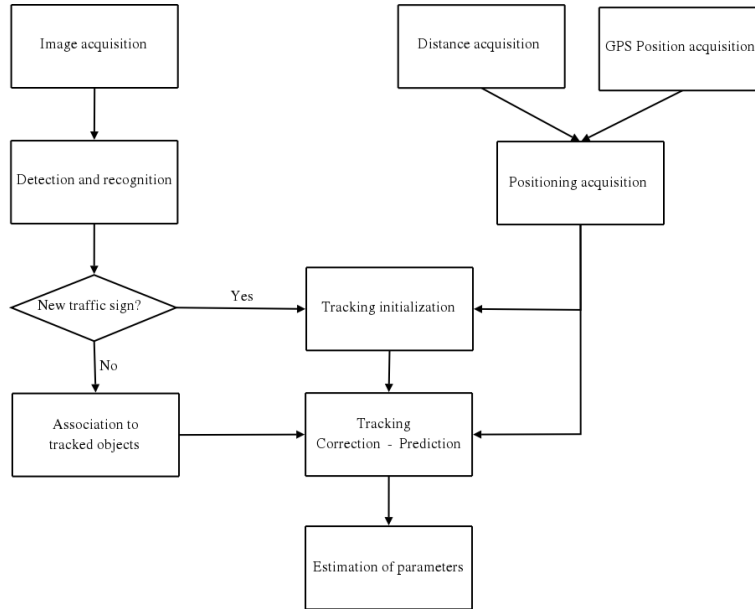 Image acquisition
Distance acquisition
GPS Position acquisition
Detection and recognition
Positioning acquisition
New traffic sign?
Yes
Tracking initialization
No
Association to
tracked objects
Tracking
Correction - Prediction
Estimation of parameters